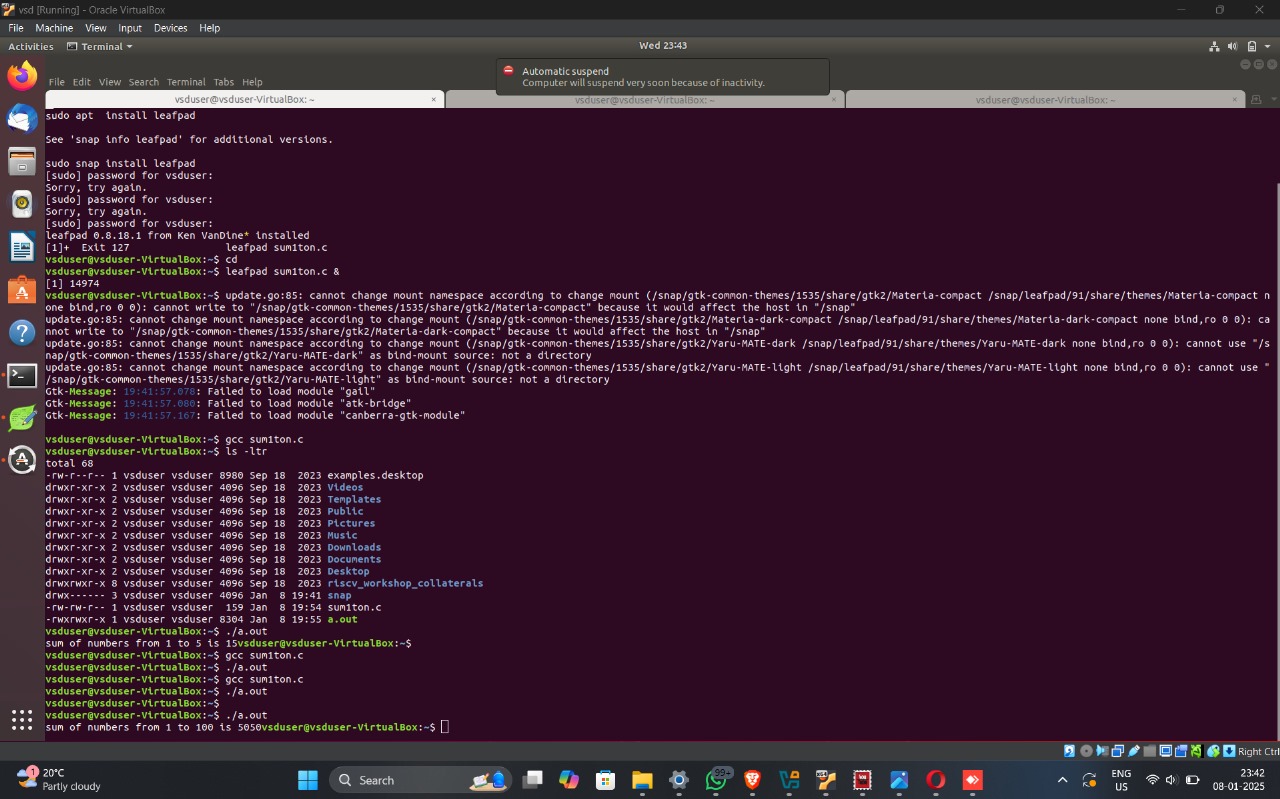 vsd [Running] - Oracle VirtualBox
File Machine View Input Devices Help
Activities Terminal Wed 23:43
Automatic suspend
Computer will suspend very soon because of inactivity.
File Edit View Search Terminal Tabs Help
vsduser@vsduser-VirtualBox: ~ × vsduser@vsduser-VirtualBox: ~ × vsduser@vsduser-VirtualBox: ~ ×
sudo apt  install leafpad
See 'snap info leafpad' for additional versions.
sudo snap install leafpad
[sudo] password for vsduser:
Sorry, try again.
[sudo] password for vsduser:
Sorry, try again.
[sudo] password for vsduser:
leafpad 0.8.18.1 from Ken VanDine* installed
[1]+  Exit 127                leafpad sum1ton.c
vsduser@vsduser-VirtualBox:~$ cd
vsduser@vsduser-VirtualBox:~$ leafpad sum1ton.c &
[1] 14974
vsduser@vsduser-VirtualBox:~$ update.go:85: cannot change mount namespace according to change mount (/snap/gtk-common-themes/1535/share/gtk2/Materia-compact /snap/leafpad/91/share/themes/Materia-compact n
one bind,ro 0 0): cannot write to "/snap/gtk-common-themes/1535/share/gtk2/Materia-compact" because it would affect the host in "/snap"
update.go:85: cannot change mount namespace according to change mount (/snap/gtk-common-themes/1535/share/gtk2/Materia-dark-compact /snap/leafpad/91/share/themes/Materia-dark-compact none bind,ro 0 0): ca
nnot write to "/snap/gtk-common-themes/1535/share/gtk2/Materia-dark-compact" because it would affect the host in "/snap"
update.go:85: cannot change mount namespace according to change mount (/snap/gtk-common-themes/1535/share/gtk2/Yaru-MATE-dark /snap/leafpad/91/share/themes/Yaru-MATE-dark none bind,ro 0 0): cannot use "/s
nap/gtk-common-themes/1535/share/gtk2/Yaru-MATE-dark" as bind-mount source: not a directory
update.go:85: cannot change mount namespace according to change mount (/snap/gtk-common-themes/1535/share/gtk2/Yaru-MATE-light /snap/leafpad/91/share/themes/Yaru-MATE-light none bind,ro 0 0): cannot use "
/snap/gtk-common-themes/1535/share/gtk2/Yaru-MATE-light" as bind-mount source: not a directory
Gtk-Message: 19:41:57.078: Failed to load module "gail"
Gtk-Message: 19:41:57.080: Failed to load module "atk-bridge"
Gtk-Message: 19:41:57.167: Failed to load module "canberra-gtk-module"
vsduser@vsduser-VirtualBox:~$ gcc sum1ton.c
vsduser@vsduser-VirtualBox:~$ ls -ltr
total 68
-rw-r--r-- 1 vsduser vsduser 8980 Sep 18  2023 examples.desktop
drwxr-xr-x 2 vsduser vsduser 4096 Sep 18  2023 Videos
drwxr-xr-x 2 vsduser vsduser 4096 Sep 18  2023 Templates
drwxr-xr-x 2 vsduser vsduser 4096 Sep 18  2023 Public
drwxr-xr-x 2 vsduser vsduser 4096 Sep 18  2023 Pictures
drwxr-xr-x 2 vsduser vsduser 4096 Sep 18  2023 Music
drwxr-xr-x 2 vsduser vsduser 4096 Sep 18  2023 Downloads
drwxr-xr-x 2 vsduser vsduser 4096 Sep 18  2023 Documents
drwxr-xr-x 2 vsduser vsduser 4096 Sep 18  2023 Desktop
drwxrwxr-x 8 vsduser vsduser 4096 Sep 18  2023 riscv_workshop_collaterals
drwx------ 3 vsduser vsduser 4096 Jan  8 19:41 snap
-rw-rw-r-- 1 vsduser vsduser  159 Jan  8 19:54 sum1ton.c
-rwxrwxr-x 1 vsduser vsduser 8304 Jan  8 19:55 a.out
vsduser@vsduser-VirtualBox:~$ ./a.out
sum of numbers from 1 to 5 is 15vsduser@vsduser-VirtualBox:~$
vsduser@vsduser-VirtualBox:~$ gcc sum1ton.c
vsduser@vsduser-VirtualBox:~$ ./a.out
vsduser@vsduser-VirtualBox:~$ gcc sum1ton.c
vsduser@vsduser-VirtualBox:~$ ./a.out
vsduser@vsduser-VirtualBox:~$
vsduser@vsduser-VirtualBox:~$ ./a.out
sum of numbers from 1 to 100 is 5050vsduser@vsduser-VirtualBox:~$
Right Ctrl
1 20°C
Partly cloudy
Search
99+
ENG
US
23:42
08-01-2025